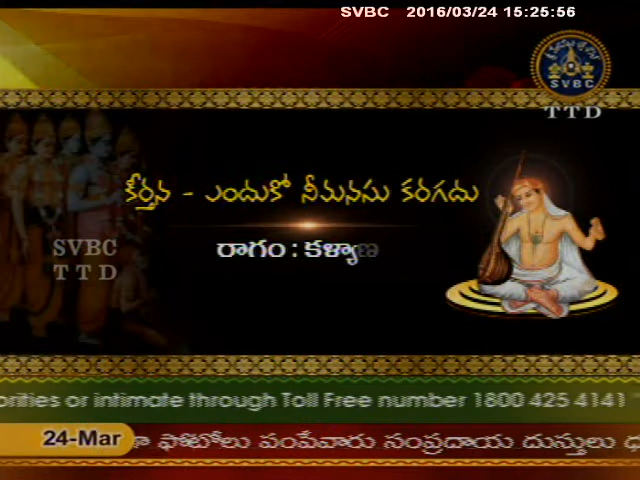 SVBC 2016/03/24 15:25:56
SVBC
TTD
కీర్తన - ఎందుకో నీమనసు కరగదు
రాగం : కళ్యాణ
SVBC
TTD
orities or intimate through Toll Free number 1800 425 4141
24-Mar ఫోటోలు పంపేవారు సంప్రదాయ దుస్తులు